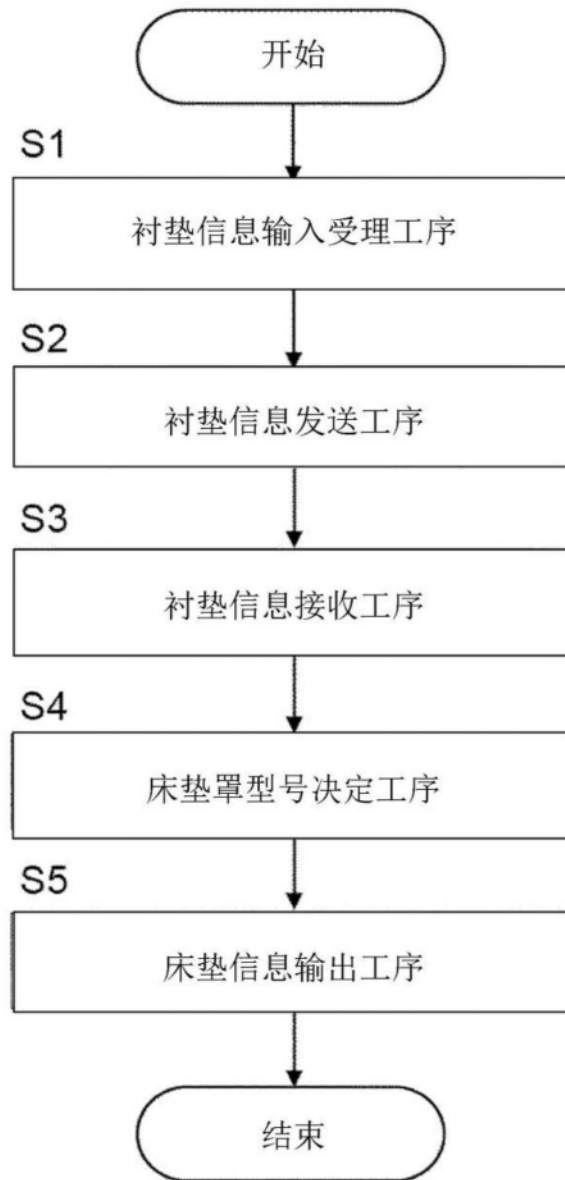 开始
S1
衬垫信息输入受理工序
S2
衬垫信息发送工序
S3
衬垫信息接收工序
S4
床垫罩型号决定工序
S5
床垫信息输出工序
结束